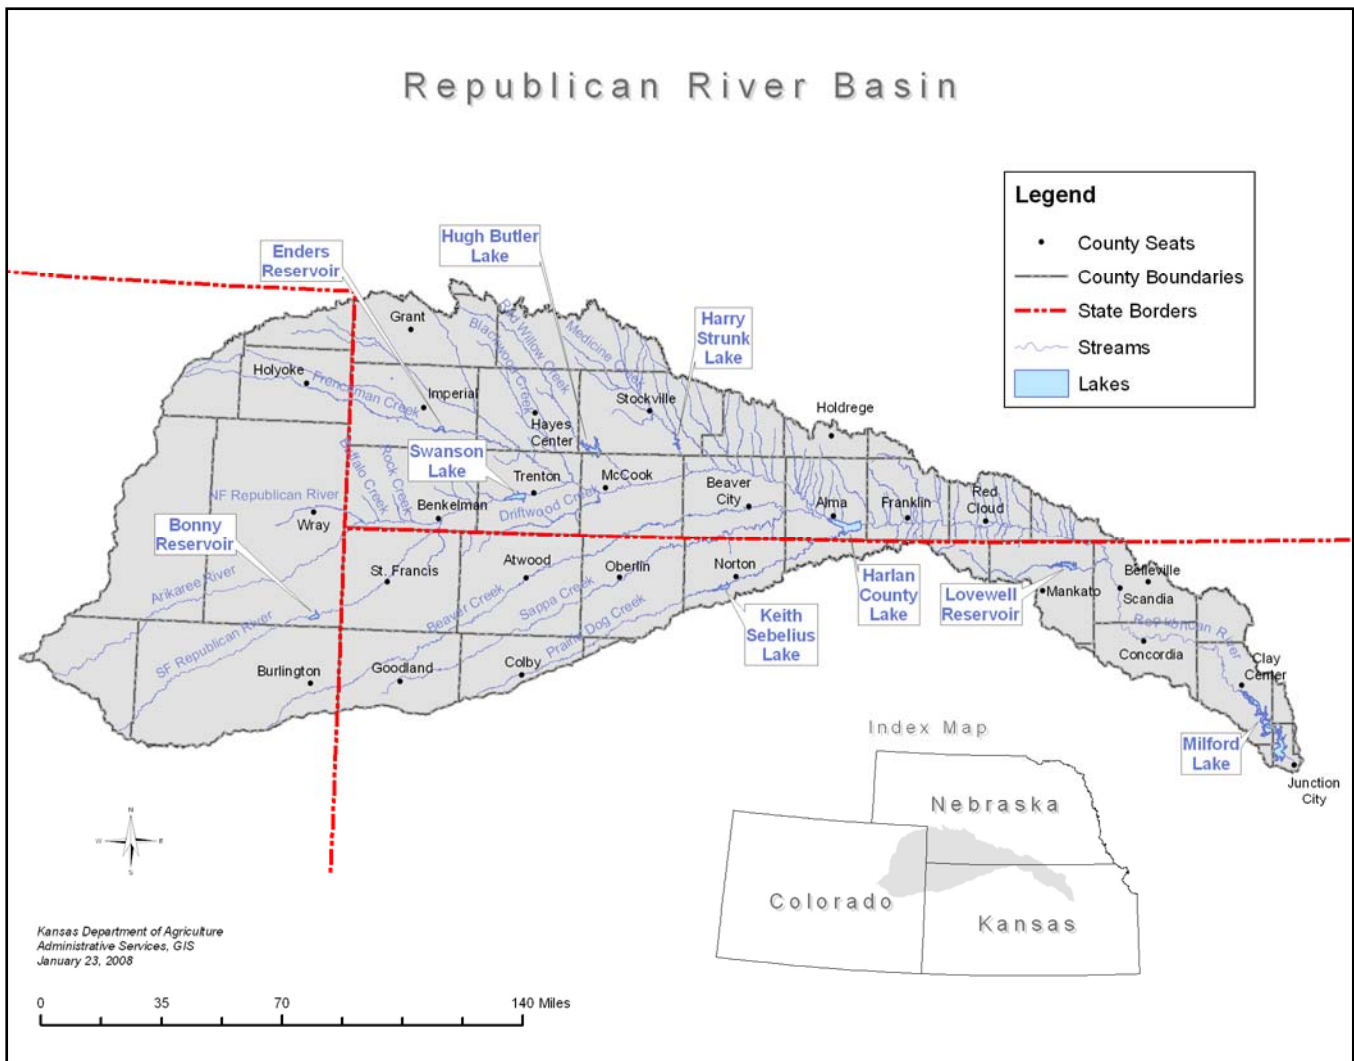 Republican River Basin
Legend
County Seats
County Boundaries
State Borders
Streams
Lakes
Enders
Reservoir
Hugh Butler
Lake
Harry
Strunk
Lake
Grant
Red Willow Creek
Blackwood Creek
Medicine Creek
Holyoke
Frenchman Creek
Imperial
Stockville
Hayes
Center
Holdrege
Swanson
Lake
Buffalo Creek
Rock Creek
Trenton
McCook
Beaver
City
NF Republican River
Benkelman
Driftwood Creek
Alma
Franklin
Red
Cloud
Bonny
Reservoir
Wray
Arikaree River
St. Francis
Atwood
Oberlin
Norton
Beaver Creek
Sappa Creek
Prairie Dog Creek
Keith
Sebelius
Lake
Harlan
County
Lake
Lovewell
Reservoir
Mankato
Belleville
Scandia
Republican River
Concordia
Clay
Center
SF Republican River
Burlington
Goodland
Colby
Milford
Lake
Junction
City
Index Map
Nebraska
Colorado
Kansas
N
W
E
S
Kansas Department of Agriculture
Administrative Services, GIS
January 23, 2008
0 35 70 140 Miles